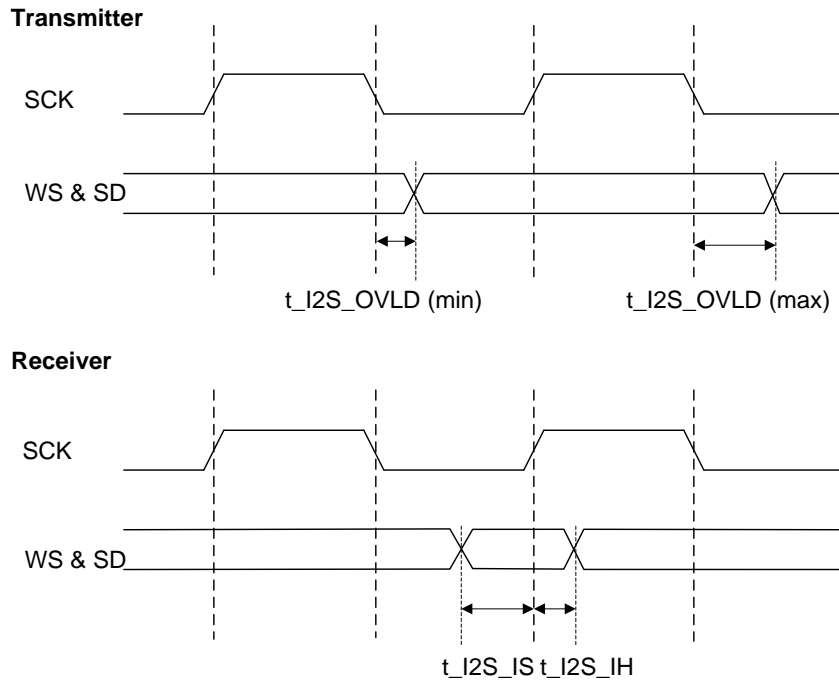 Transmitter
SCK
WS & SD
t_I2S_OVLD (min) t_I2S_OVLD (max)
Receiver
SCK
WS & SD
t_I2S_IS t_I2S_IH